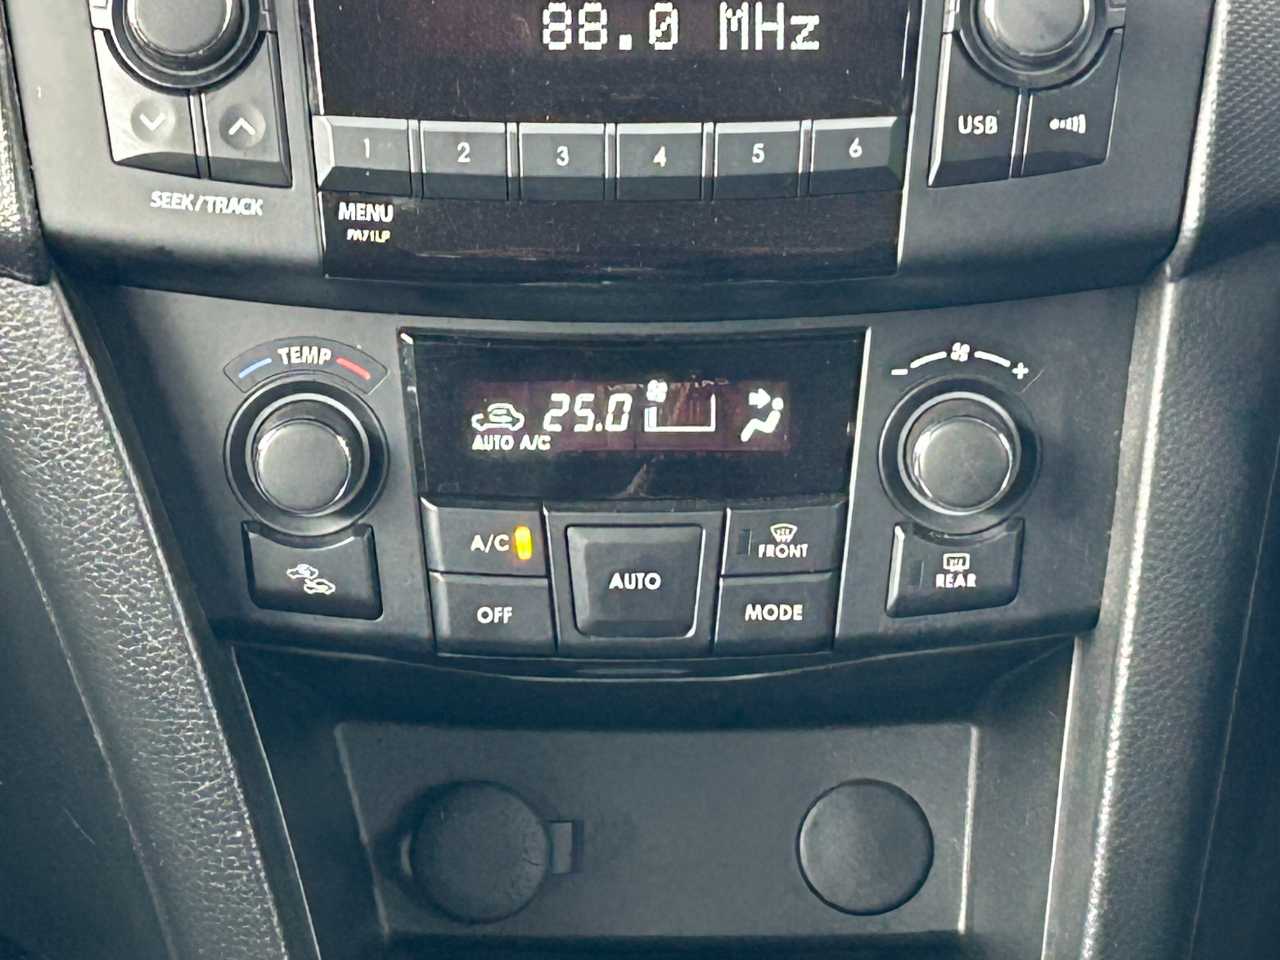 88.0 MHz
1 2 3 4 5 6
USB
SEEK/TRACK
MENU
PA71LP
TEMP
- +
25.0
AUTO A/C
A/C
FRONT
AUTO
REAR
OFF
MODE